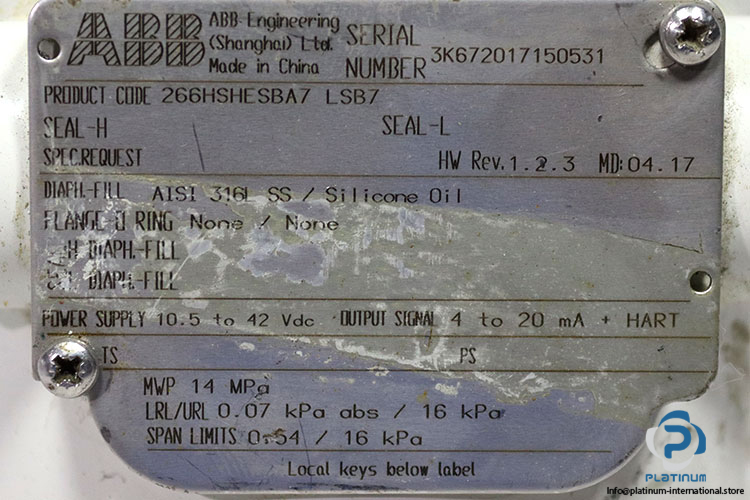 ABB ABB Engineering
(Shanghai) Ltd.
Made in China
SERIAL
NUMBER 3K672017150531
PRODUCT CODE 266HSHESBA7 LSB7
SEAL-H SEAL-L
SPEC.REQUEST HW Rev.1.2.3 MD:04.17
DIAPH.-FILL AISI 316L SS / Silicone Oil
FLANGE O RING None / None
H DIAPH.-FILL
DIAPH.-FILL
POWER SUPPLY 10.5 to 42 Vdc OUTPUT SIGNAL 4 to 20 mA + HART
TS PS
MWP 14 MPa
LRL/URL 0.07 kPa abs / 16 kPa
SPAN LIMITS 0.54 / 16 kPa
Local keys below label
PLATINUM
info@platinum-international.store